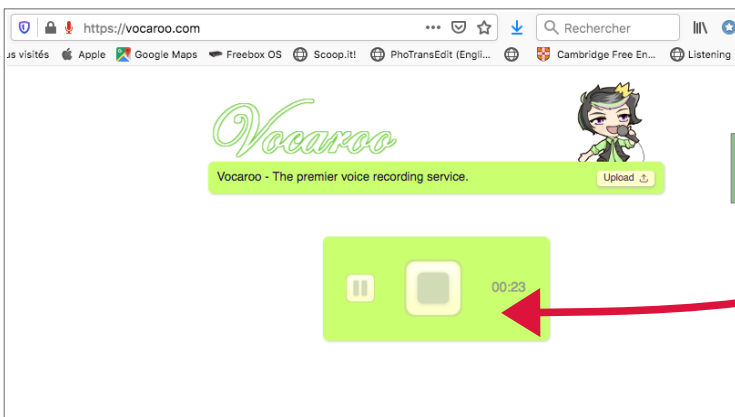 https://vocaroo.com
Rechercher
us visités Apple Google Maps Freebox OS Scoop.it! PhoTransEdit (Engli... Cambridge Free En... Listening
Vocaroo
Vocaroo - The premier voice recording service.
Upload
00:23